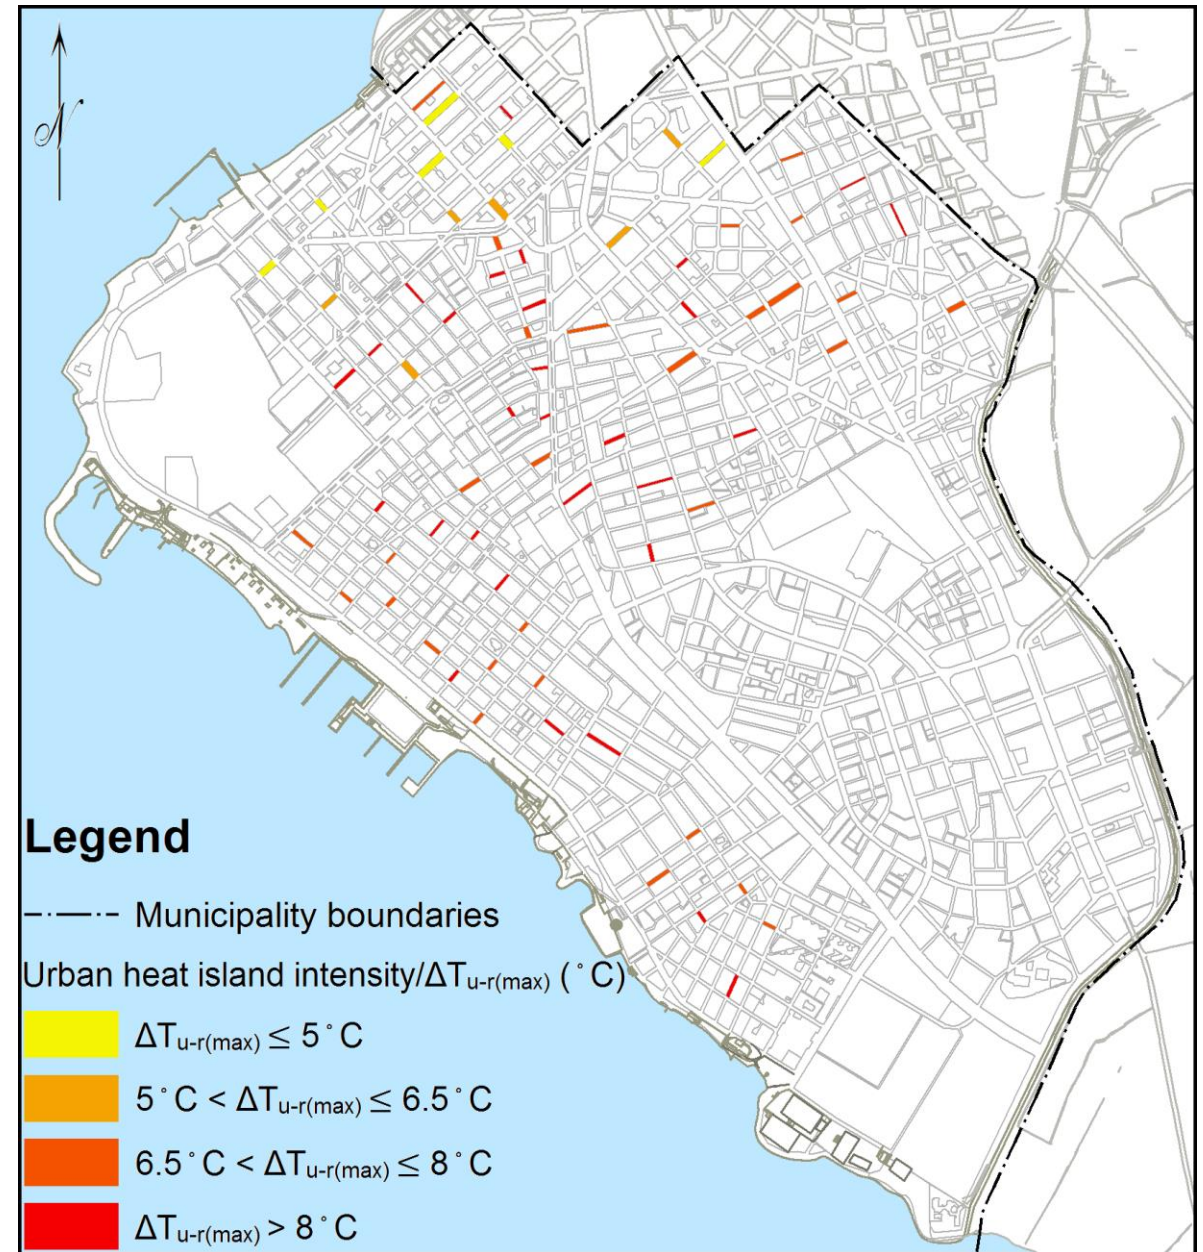 N
Legend
Municipality boundaries
Urban heat island intensity/ΔTu-r(max) (°C)
ΔTu-r(max) ≤ 5°C
5°C < ΔTu-r(max) ≤ 6.5°C
6.5°C < ΔTu-r(max) ≤ 8°C
ΔTu-r(max) > 8°C